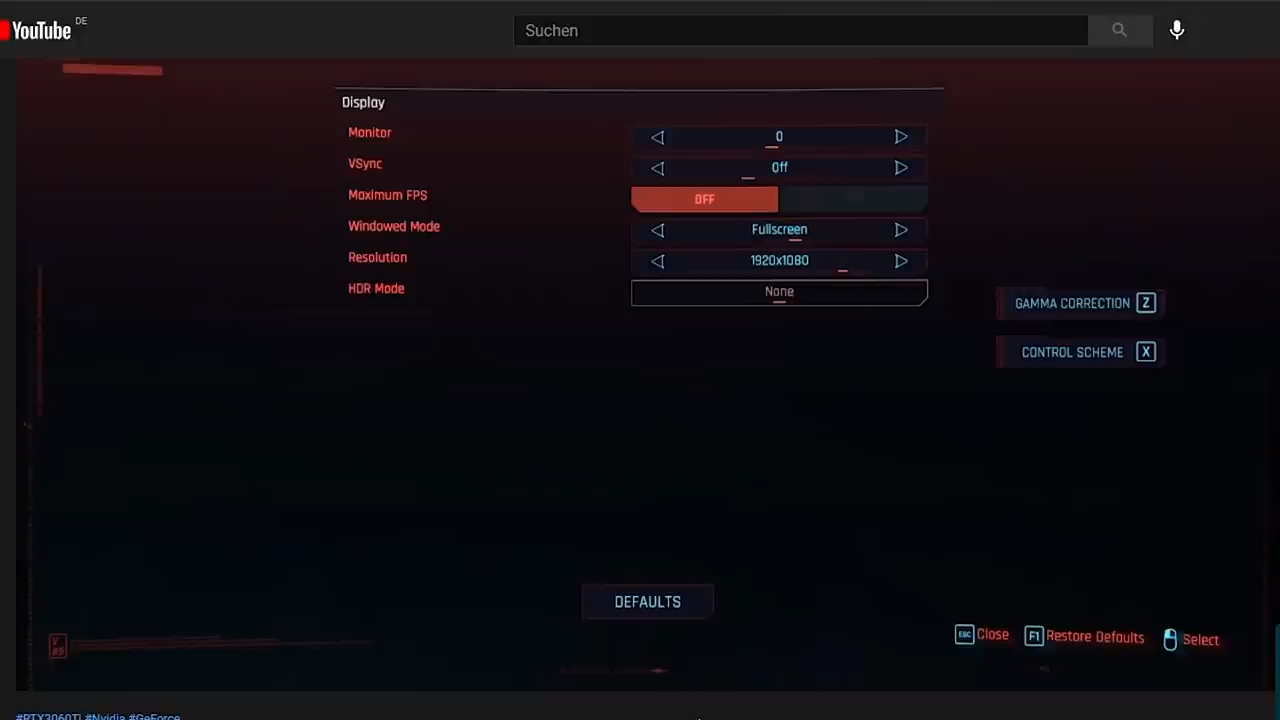 YouTube DE
Suchen
Display
Monitor 0
VSync Off
Maximum FPS OFF
Windowed Mode Fullscreen
Resolution 1920x1080
HDR Mode None
GAMMA CORRECTION Z
CONTROL SCHEME X
DEFAULTS
V
85
ESC Close F1 Restore Defaults Select
#RTX3060Ti #Nvidia #GeForce